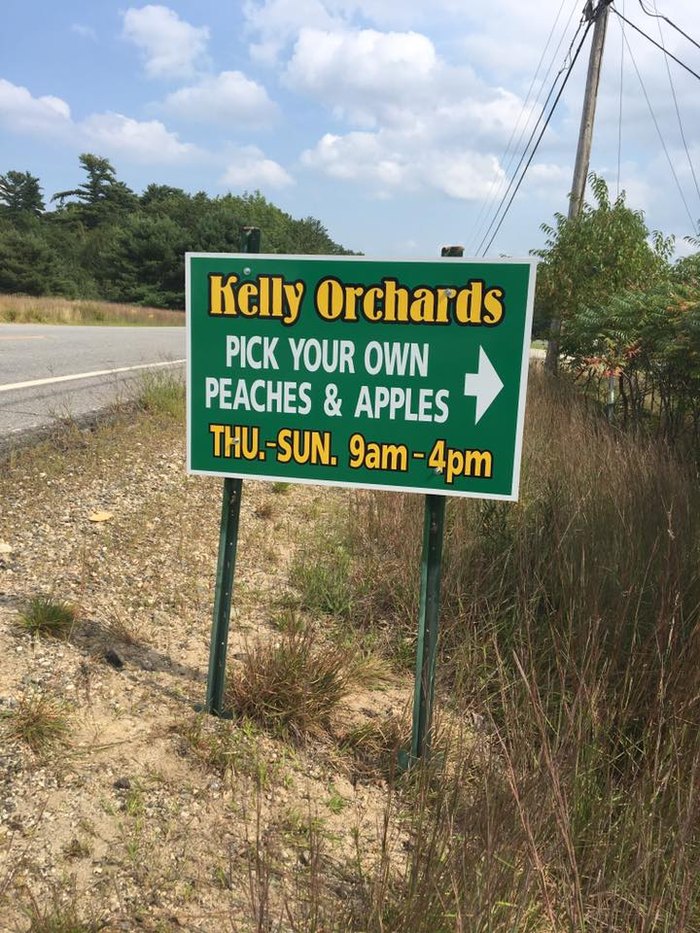 Kelly Orchards
PICK YOUR OWN
PEACHES & APPLES
THU.-SUN. 9am-4pm